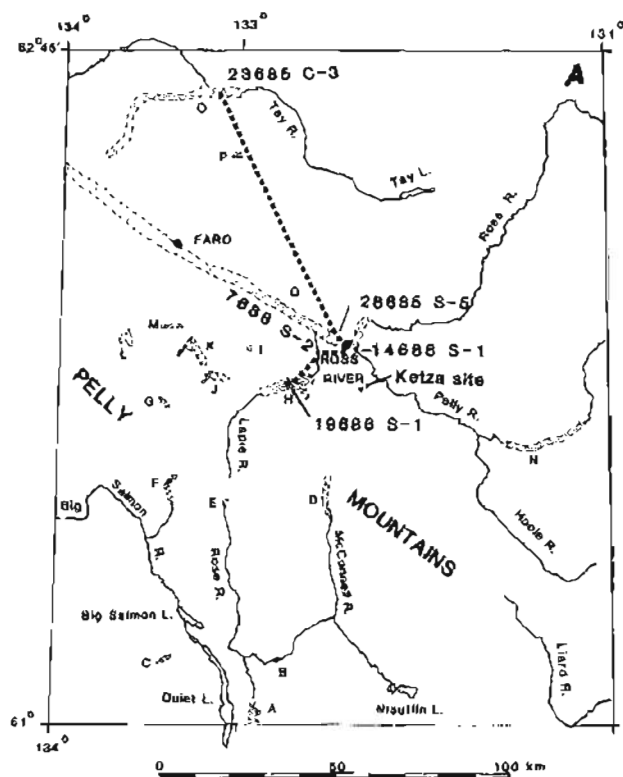 134° 133° 131°
62°45'
A
23685 C-3
O
Tay R.
P
Tay L.
Ross R.
FARO
Q
7686 S-2
26685 S-5
I
K
J
ROSS
RIVER
14686 S-1
Ketza site
PELLY
G
H
19686 S-1
Pelly R.
N
Lapie R.
F
Big
Salmon
R.
E
D
MOUNTAINS
Hoole R.
Rose R.
McConnell R.
Big Salmon L.
C
B
Liard R.
Quiet L.
A
Nisutlin L.
61°
134°
0 50 100 km